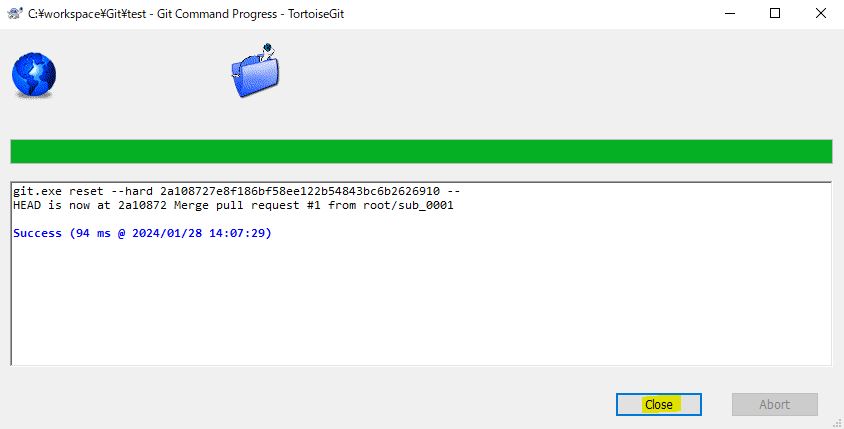 C:¥workspace¥Git¥test - Git Command Progress - TortoiseGit
git.exe reset --hard 2a108727e8f186bf58ee122b54843bc6b2626910 --
HEAD is now at 2a10872 Merge pull request #1 from root/sub_0001
Success (94 ms @ 2024/01/28 14:07:29)
Close
Abort